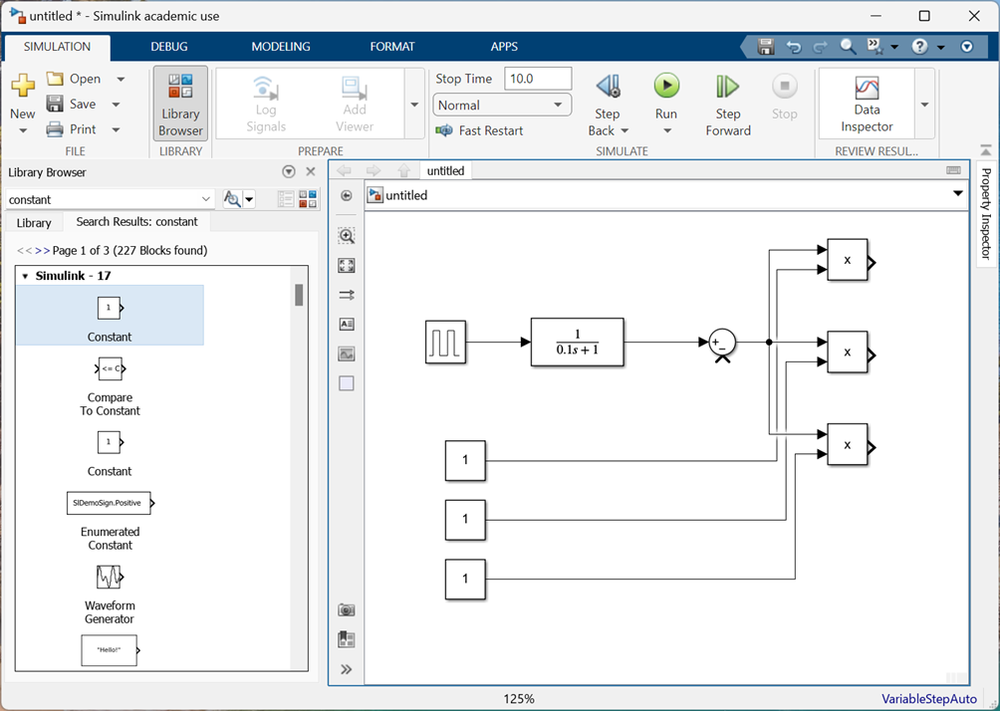 untitled * - Simulink academic use
SIMULATION DEBUG MODELING FORMAT APPS
New
Open
Save
Print
FILE
Library
Browser
LIBRARY
Log
Signals
Add
Viewer
PREPARE
Stop Time 10.0
Normal
Fast Restart
Step
Back
Run
Step
Forward
Stop
SIMULATE
Data
Inspector
REVIEW RESUL...
Library Browser
constant
Library Search Results: constant
<< >> Page 1 of 3 (227 Blocks found)
Simulink - 17
1
Constant
<= C
Compare
To Constant
1
Constant
SlDemoSign.Positive
Enumerated
Constant
Waveform
Generator
"Hello!"
untitled
untitled
Property Inspector
A
1
0.1s + 1
+
−
x
x
x
1
1
1
125%
VariableStepAuto